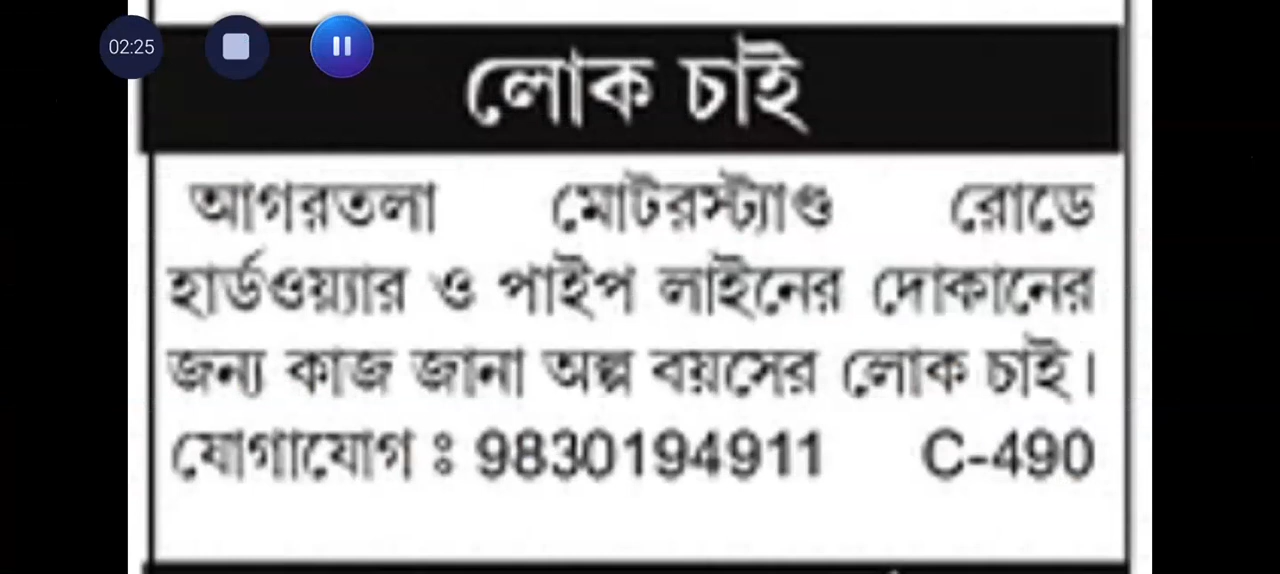 02:25
লোক চাই
আগরতলা মোটরস্ট্যাণ্ড রোডে
হার্ডওয়্যার ও পাইপ লাইনের দোকানের
জন্য কাজ জানা অল্প বয়সের লোক চাই।
যোগাযোগ ঃ 9830194911 C-490